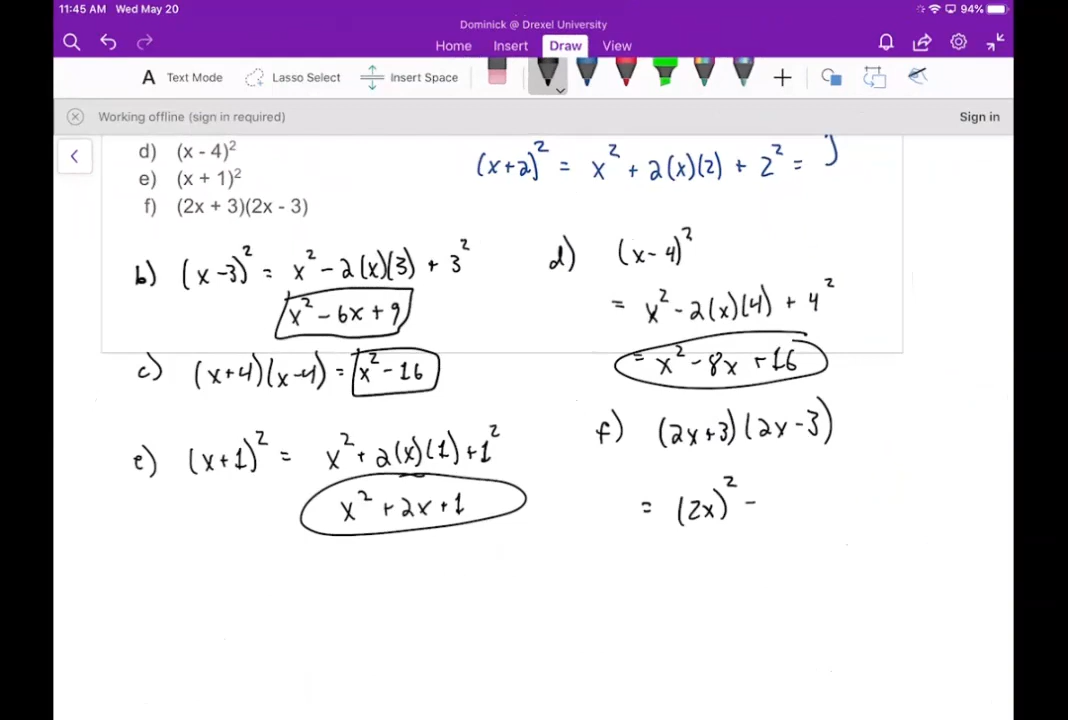 11:45 AM Wed May 20 94%
Dominick @ Drexel University
Home Insert Draw View
A Text Mode Lasso Select Insert Space
Working offline (sign in required) Sign in
d) (x - 4)²
e) (x + 1)²
f) (2x + 3)(2x - 3)
(x+2)² = x² + 2(x)(2) + 2² =
b) (x-3)² = x² - 2(x)(3) + 3²
x² - 6x + 9
c) (x+4)(x-4) = x² - 16
e) (x+1)² = x² + 2(x)(1) + 1²
x² + 2x + 1
d) (x-4)²
= x² - 2(x)(4) + 4²
= x² - 8x + 16
f) (2x+3)(2x-3)
= (2x)² -